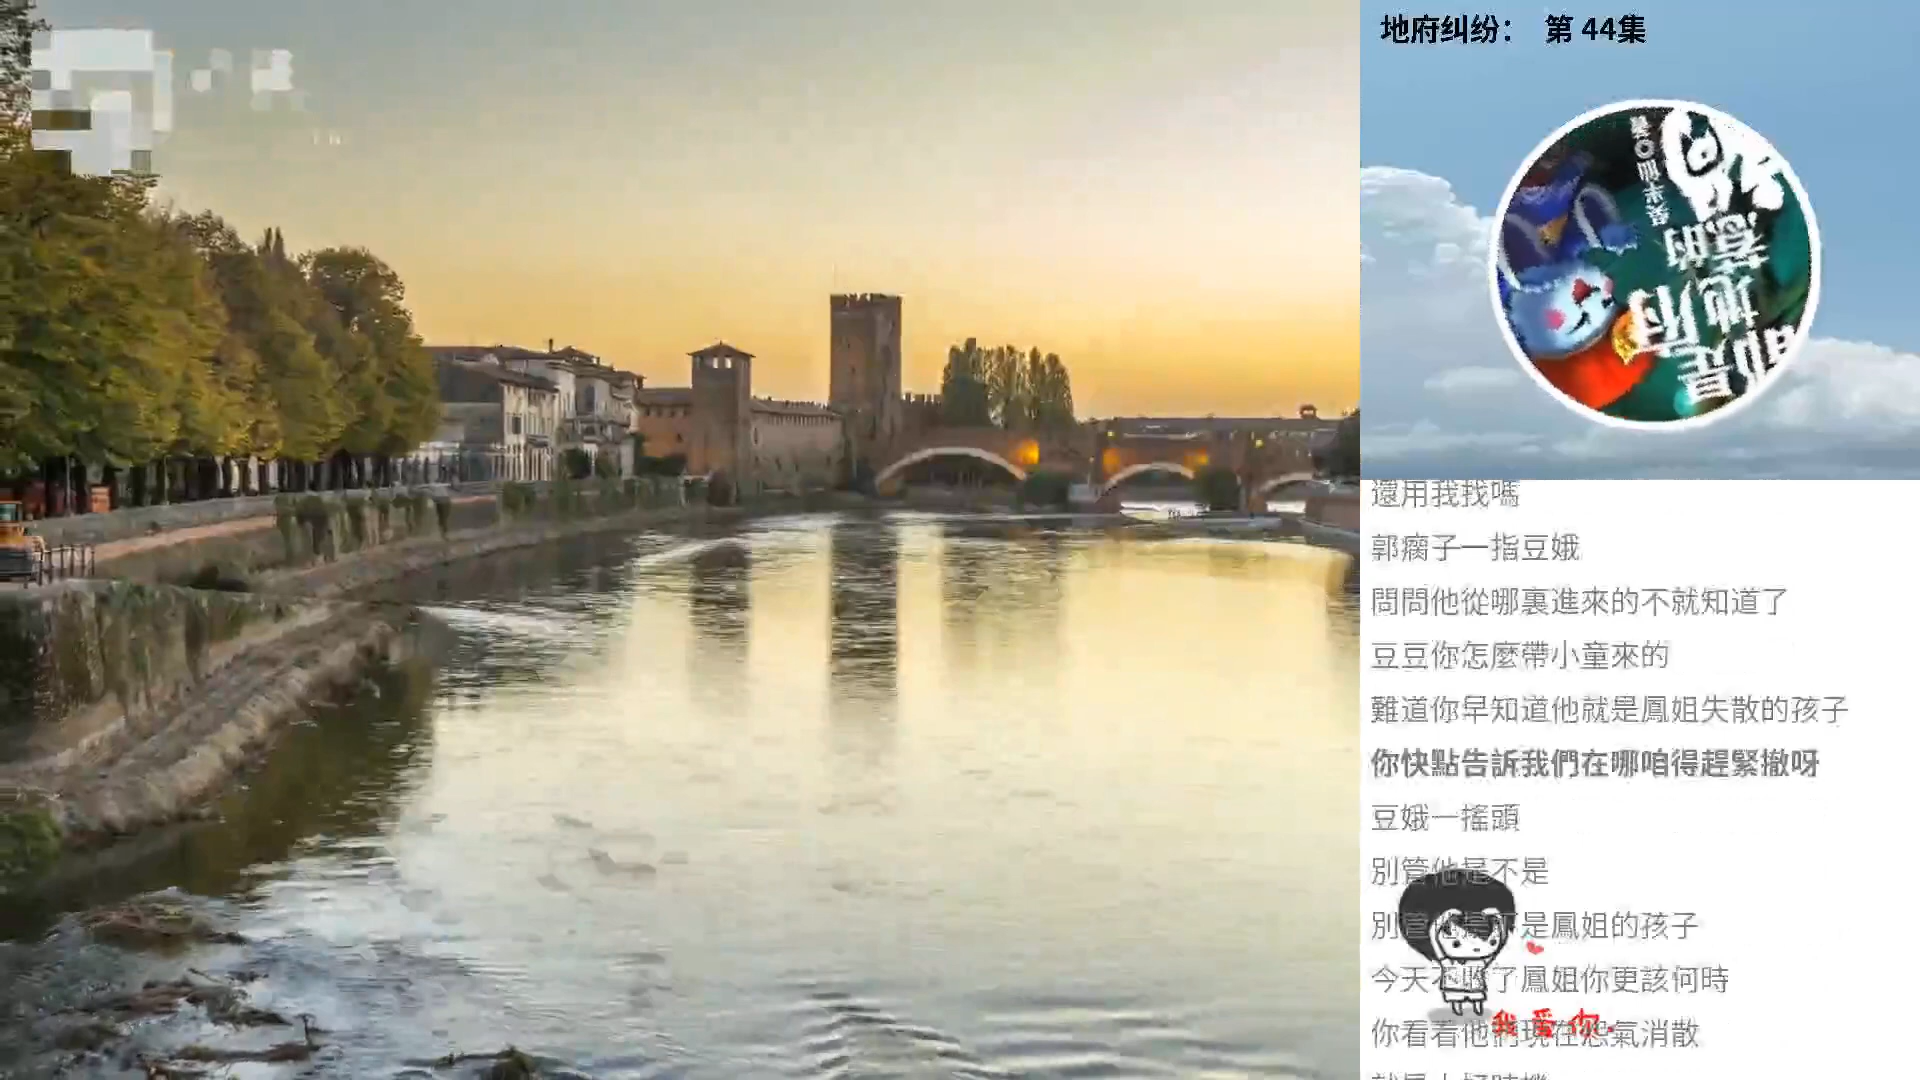 地府纠纷： 第 44集
還用我找嗎
郭瘸子一指豆娥
問問他從哪裏進來的不就知道了
豆豆你怎麼帶小童來的
難道你早知道他就是鳳姐失散的孩子
你快點告訴我們在哪咱得趕緊撤呀
豆娥一搖頭
別管他是不是
別管他是不是鳳姐的孩子
今天不收了鳳姐你更該何時
你看着他們現在怨氣消散
我爱你.